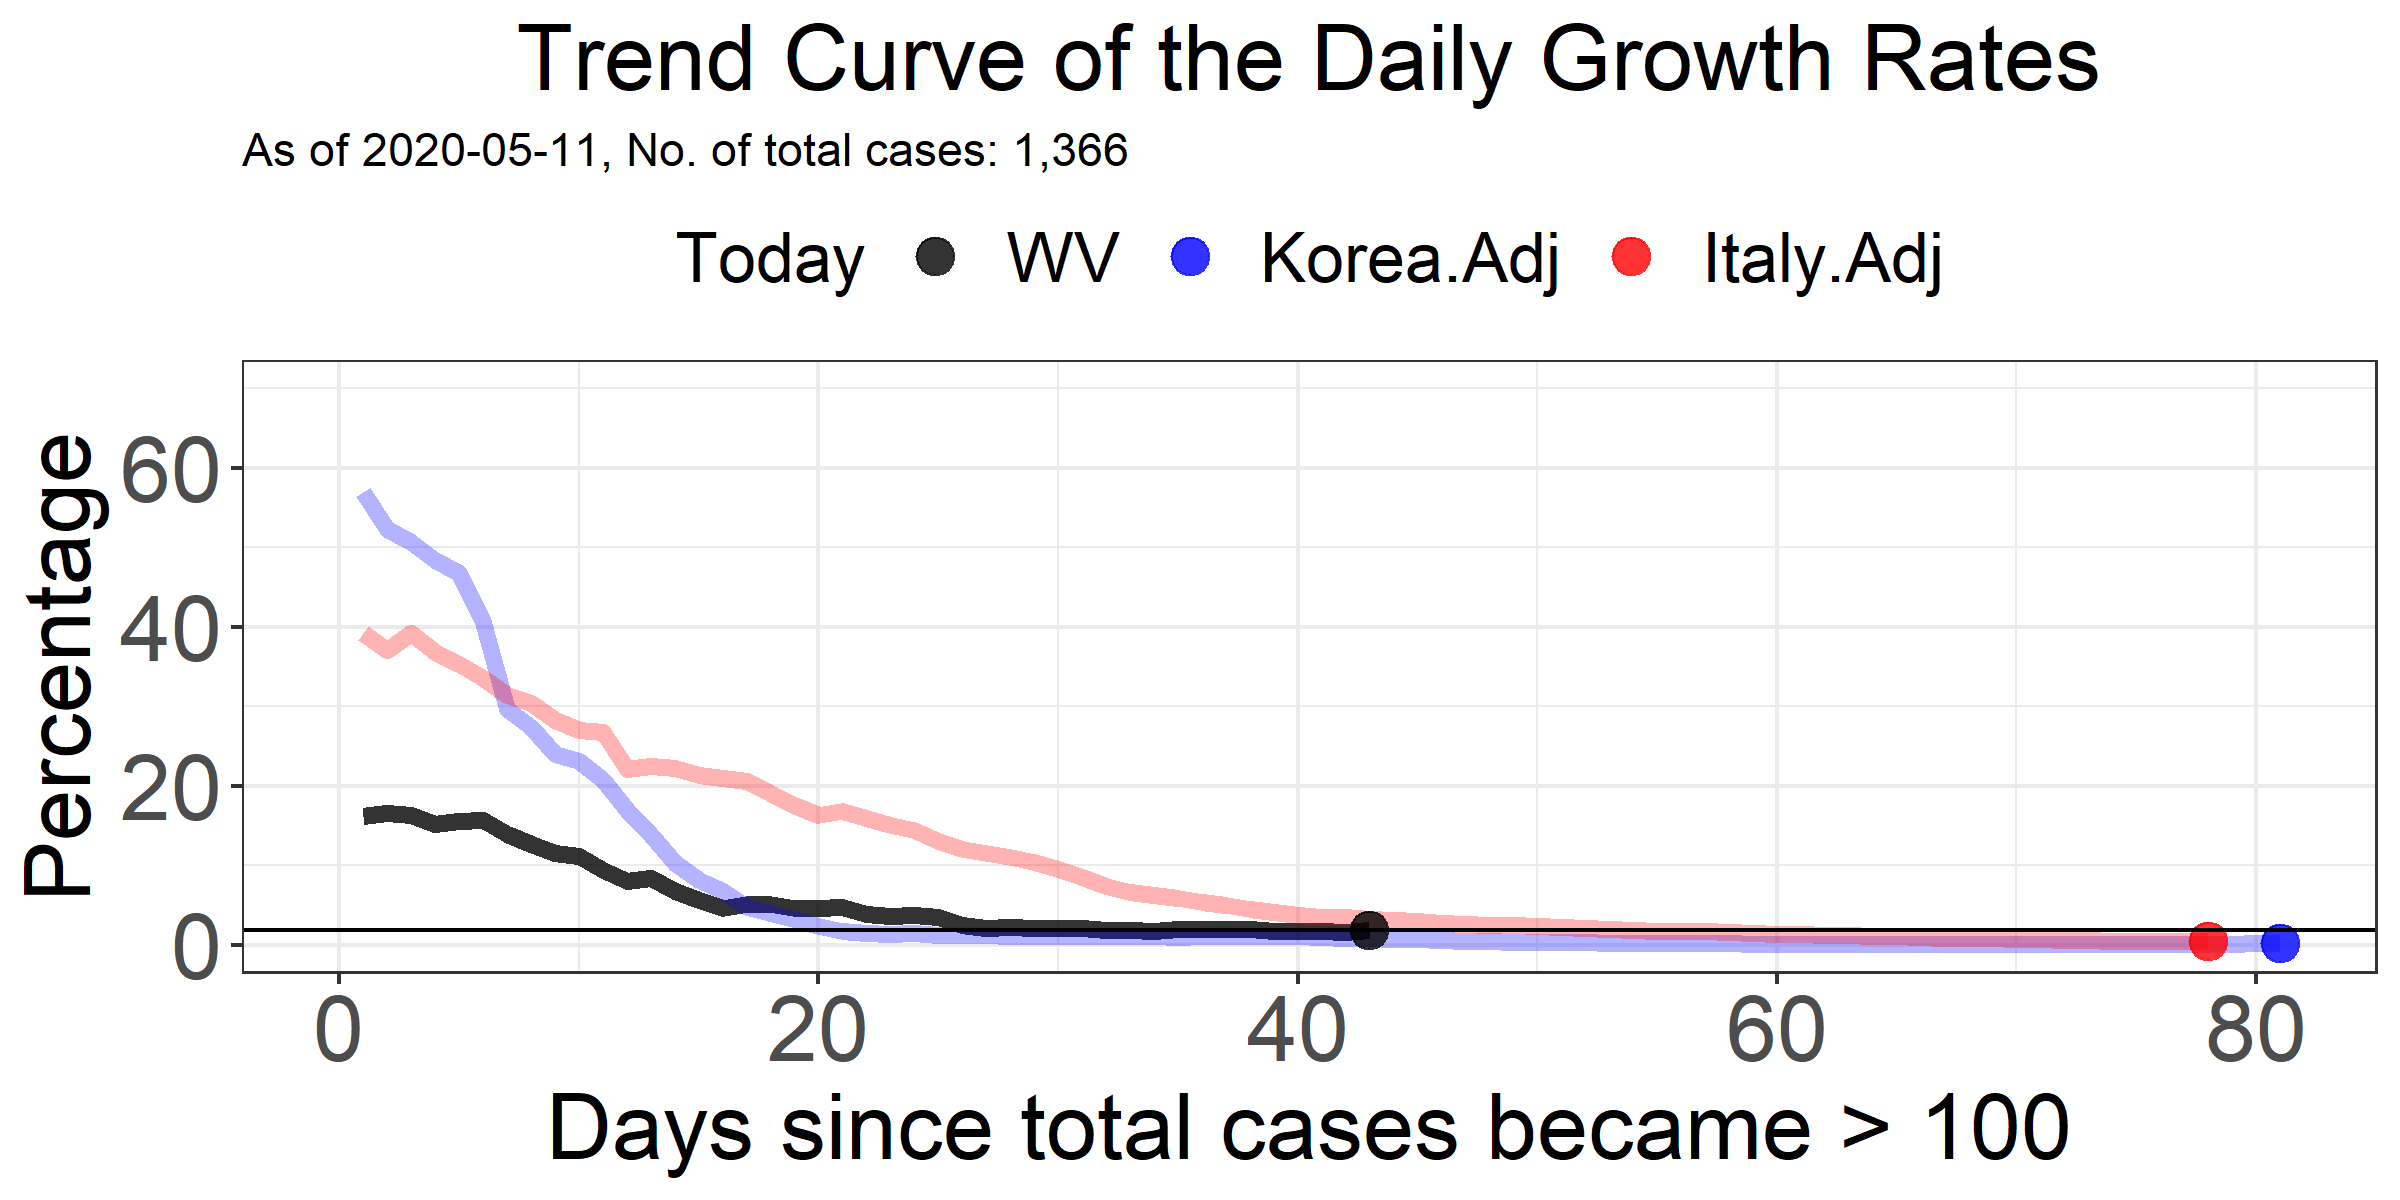 Trend Curve of the Daily Growth Rates
As of 2020-05-11, No. of total cases: 1,366
Today WV Korea.Adj Italy.Adj
Percentage
60
40
20
0
0 20 40 60 80
Days since total cases became > 100